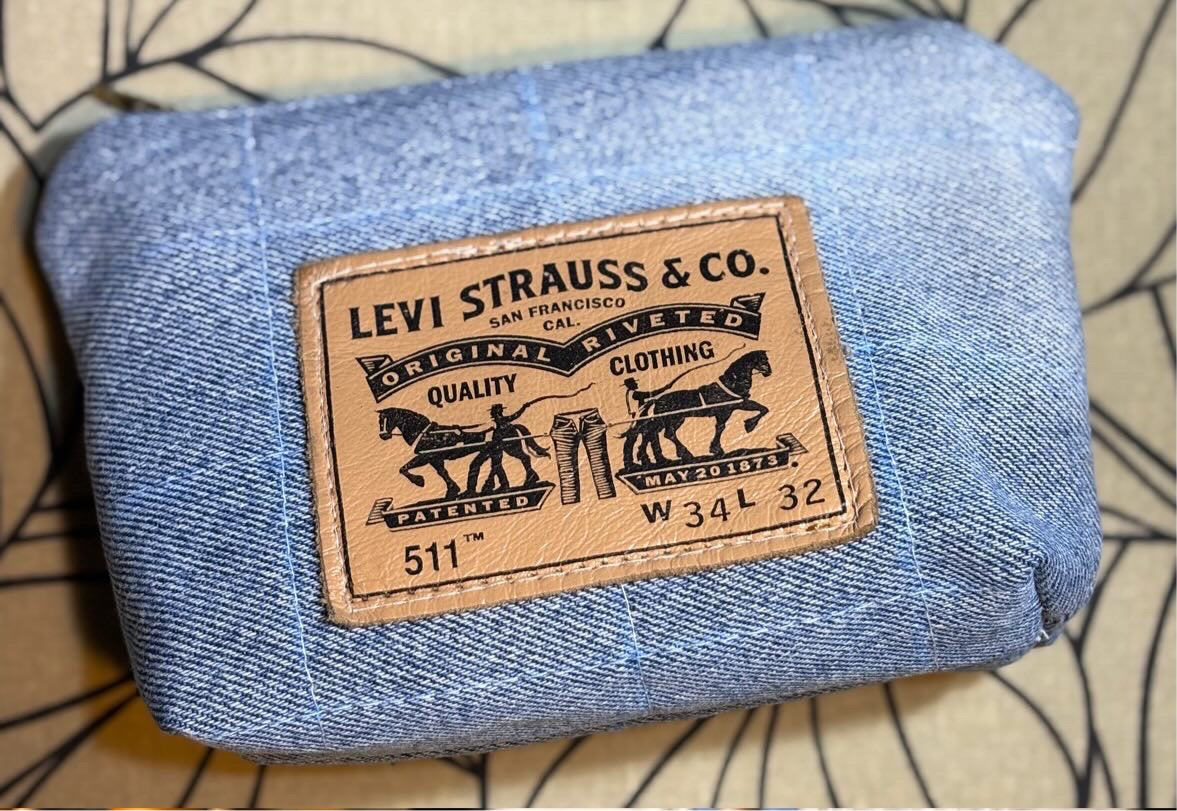 LEVI STRAUSS & CO.
SAN FRANCISCO
CAL.
ORIGINAL RIVETED
QUALITY CLOTHING
PATENTED MAY 20 1873.
511™ W 34 L 32